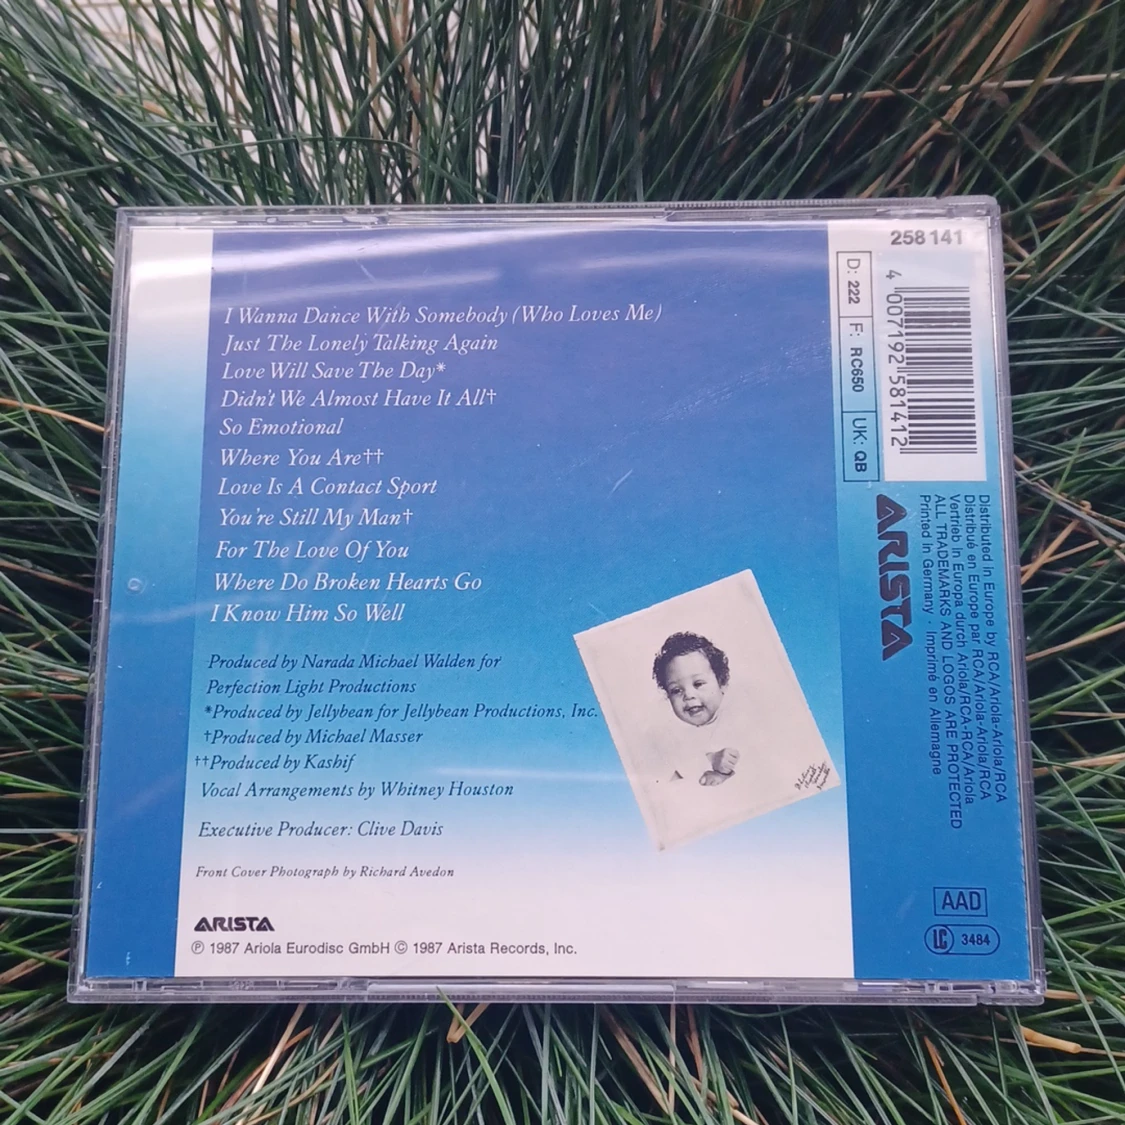 I Wanna Dance With Somebody (Who Loves Me)
Just The Lonely Talking Again
Love Will Save The Day*
Didn't We Almost Have It All†
So Emotional
Where You Are††
Love Is A Contact Sport
You're Still My Man†
For The Love Of You
Where Do Broken Hearts Go
I Know Him So Well
Produced by Narada Michael Walden for
Perfection Light Productions
*Produced by Jellybean for Jellybean Productions, Inc.
†Produced by Michael Masser
††Produced by Kashif
Vocal Arrangements by Whitney Houston
Executive Producer: Clive Davis
Front Cover Photograph by Richard Avedon
ARISTA
℗ 1987 Ariola Eurodisc GmbH © 1987 Arista Records, Inc.
258 141
4 007192 581412
D: 222 F: RC650 UK: QB
ARISTA
Distributed in Europe by RCA/Ariola-Ariola/RCA
Distribué en Europe par RCA/Ariola-Ariola/RCA
Vertrieb in Europa durch Ariola/RCA-RCA/Ariola
ALL TRADEMARKS AND LOGOS ARE PROTECTED
Printed in Germany · Imprimé en Allemagne
AAD
LC 3484